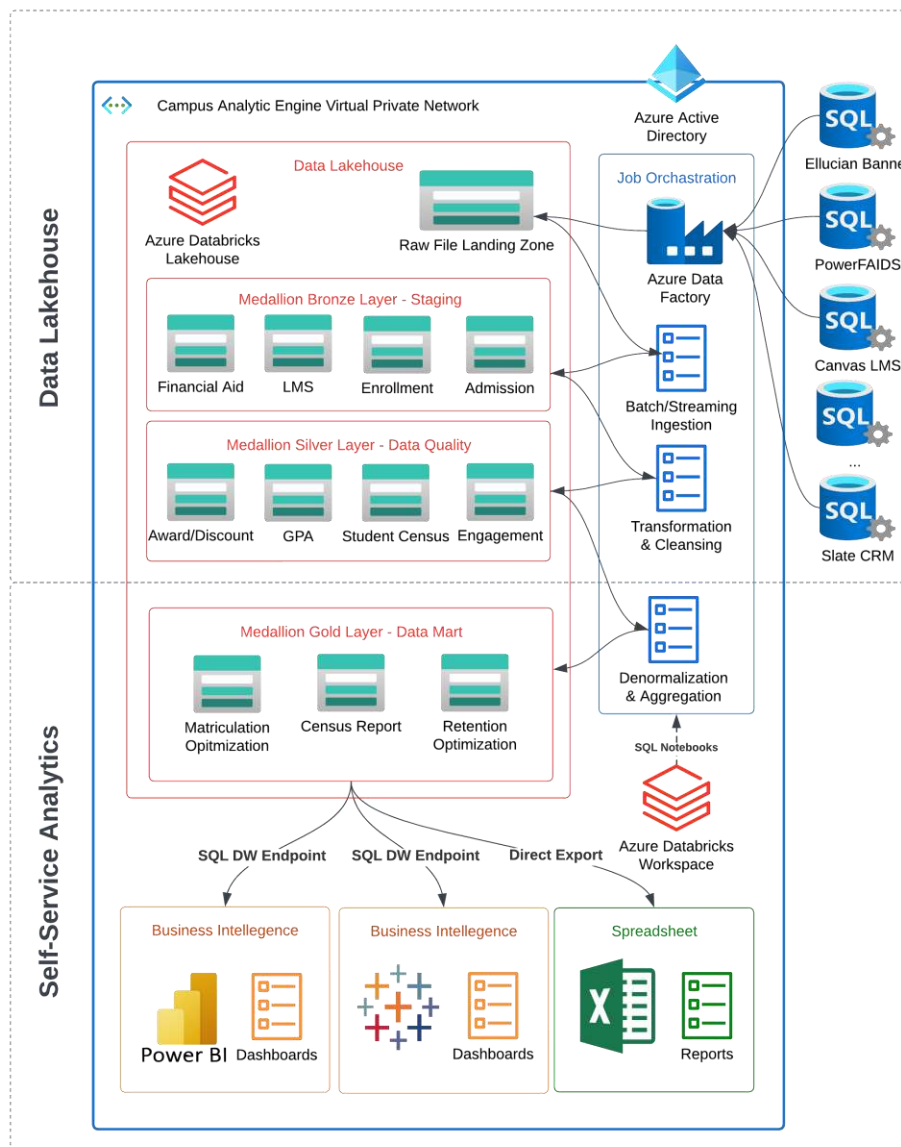 Campus Analytic Engine Virtual Private Network
Azure Active
Directory
SQL
Ellucian Banne
Data Lakehouse
Data Lakehouse
Azure Databricks
Lakehouse
Raw File Landing Zone
Job Orchastration
Azure Data
Factory
SQL
PowerFAIDS
Medallion Bronze Layer - Staging
Financial Aid
LMS
Enrollment
Admission
Batch/Streaming
Ingestion
SQL
Canvas LMS
SQL
...
Medallion Silver Layer - Data Quality
Award/Discount
GPA
Student Census
Engagement
Transformation
& Cleansing
SQL
Slate CRM
Self-Service Analytics
Medallion Gold Layer - Data Mart
Matriculation
Opitmization
Census Report
Retention
Optimization
Denormalization
& Aggregation
SQL Notebooks
Azure Databricks
Workspace
SQL DW Endpoint
SQL DW Endpoint
Direct Export
Business Intellegence
Power BI
Dashboards
Business Intellegence
Dashboards
Spreadsheet
X
Reports